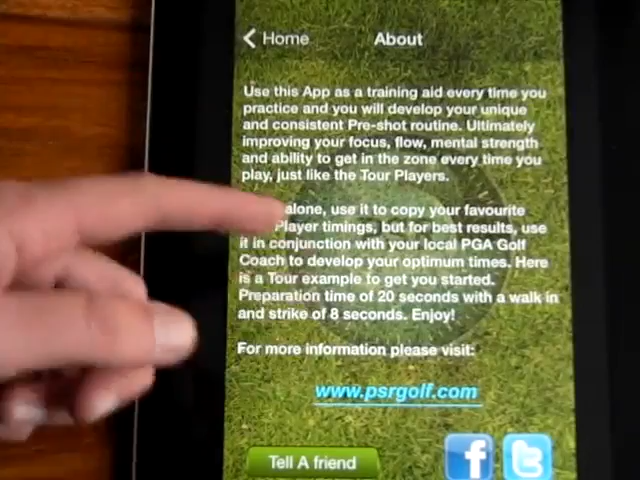 Home
About
Use this App as a training aid every time you
practice and you will develop your unique
and consistent Pre-shot routine. Ultimately
improving your focus, flow, mental strength
and ability to get in the zone every time you
play, just like the Tour Players.
alone, use it to copy your favourite
Player timings, but for best results, use
it in conjunction with your local PGA Golf
Coach to develop your optimum times. Here
is a Tour example to get you started.
Preparation time of 20 seconds with a walk in
and strike of 8 seconds. Enjoy!
For more information please visit:
www.psrgolf.com
Tell A friend
f
t